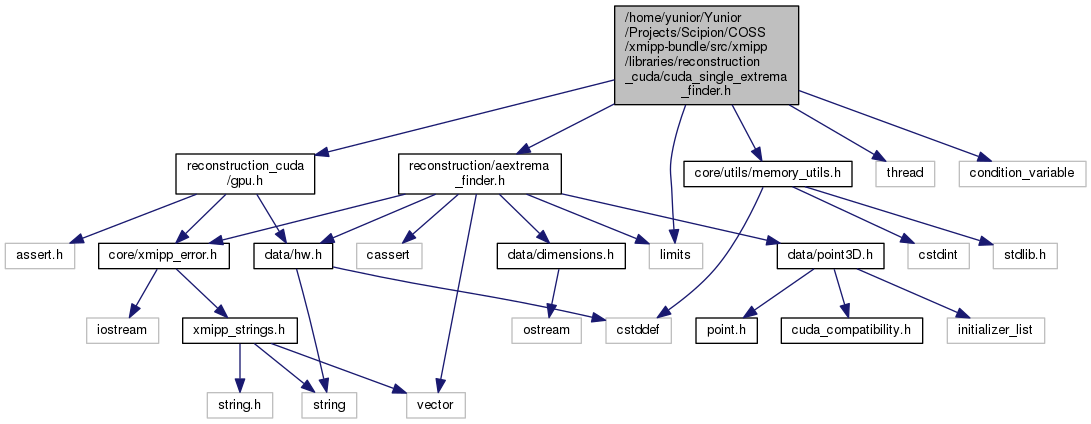 /home/yunior/Yunior
/Projects/Scipion/COSS
/xmipp-bundle/src/xmipp
/libraries/reconstruction
_cuda/cuda_single_extrema
_finder.h
reconstruction_cuda
/gpu.h
reconstruction/aextrema
_finder.h
core/utils/memory_utils.h
thread
condition_variable
assert.h
core/xmipp_error.h
data/hw.h
cassert
data/dimensions.h
limits
data/point3D.h
cstdint
stdlib.h
iostream
xmipp_strings.h
ostream
cstddef
point.h
cuda_compatibility.h
initializer_list
string.h
string
vector